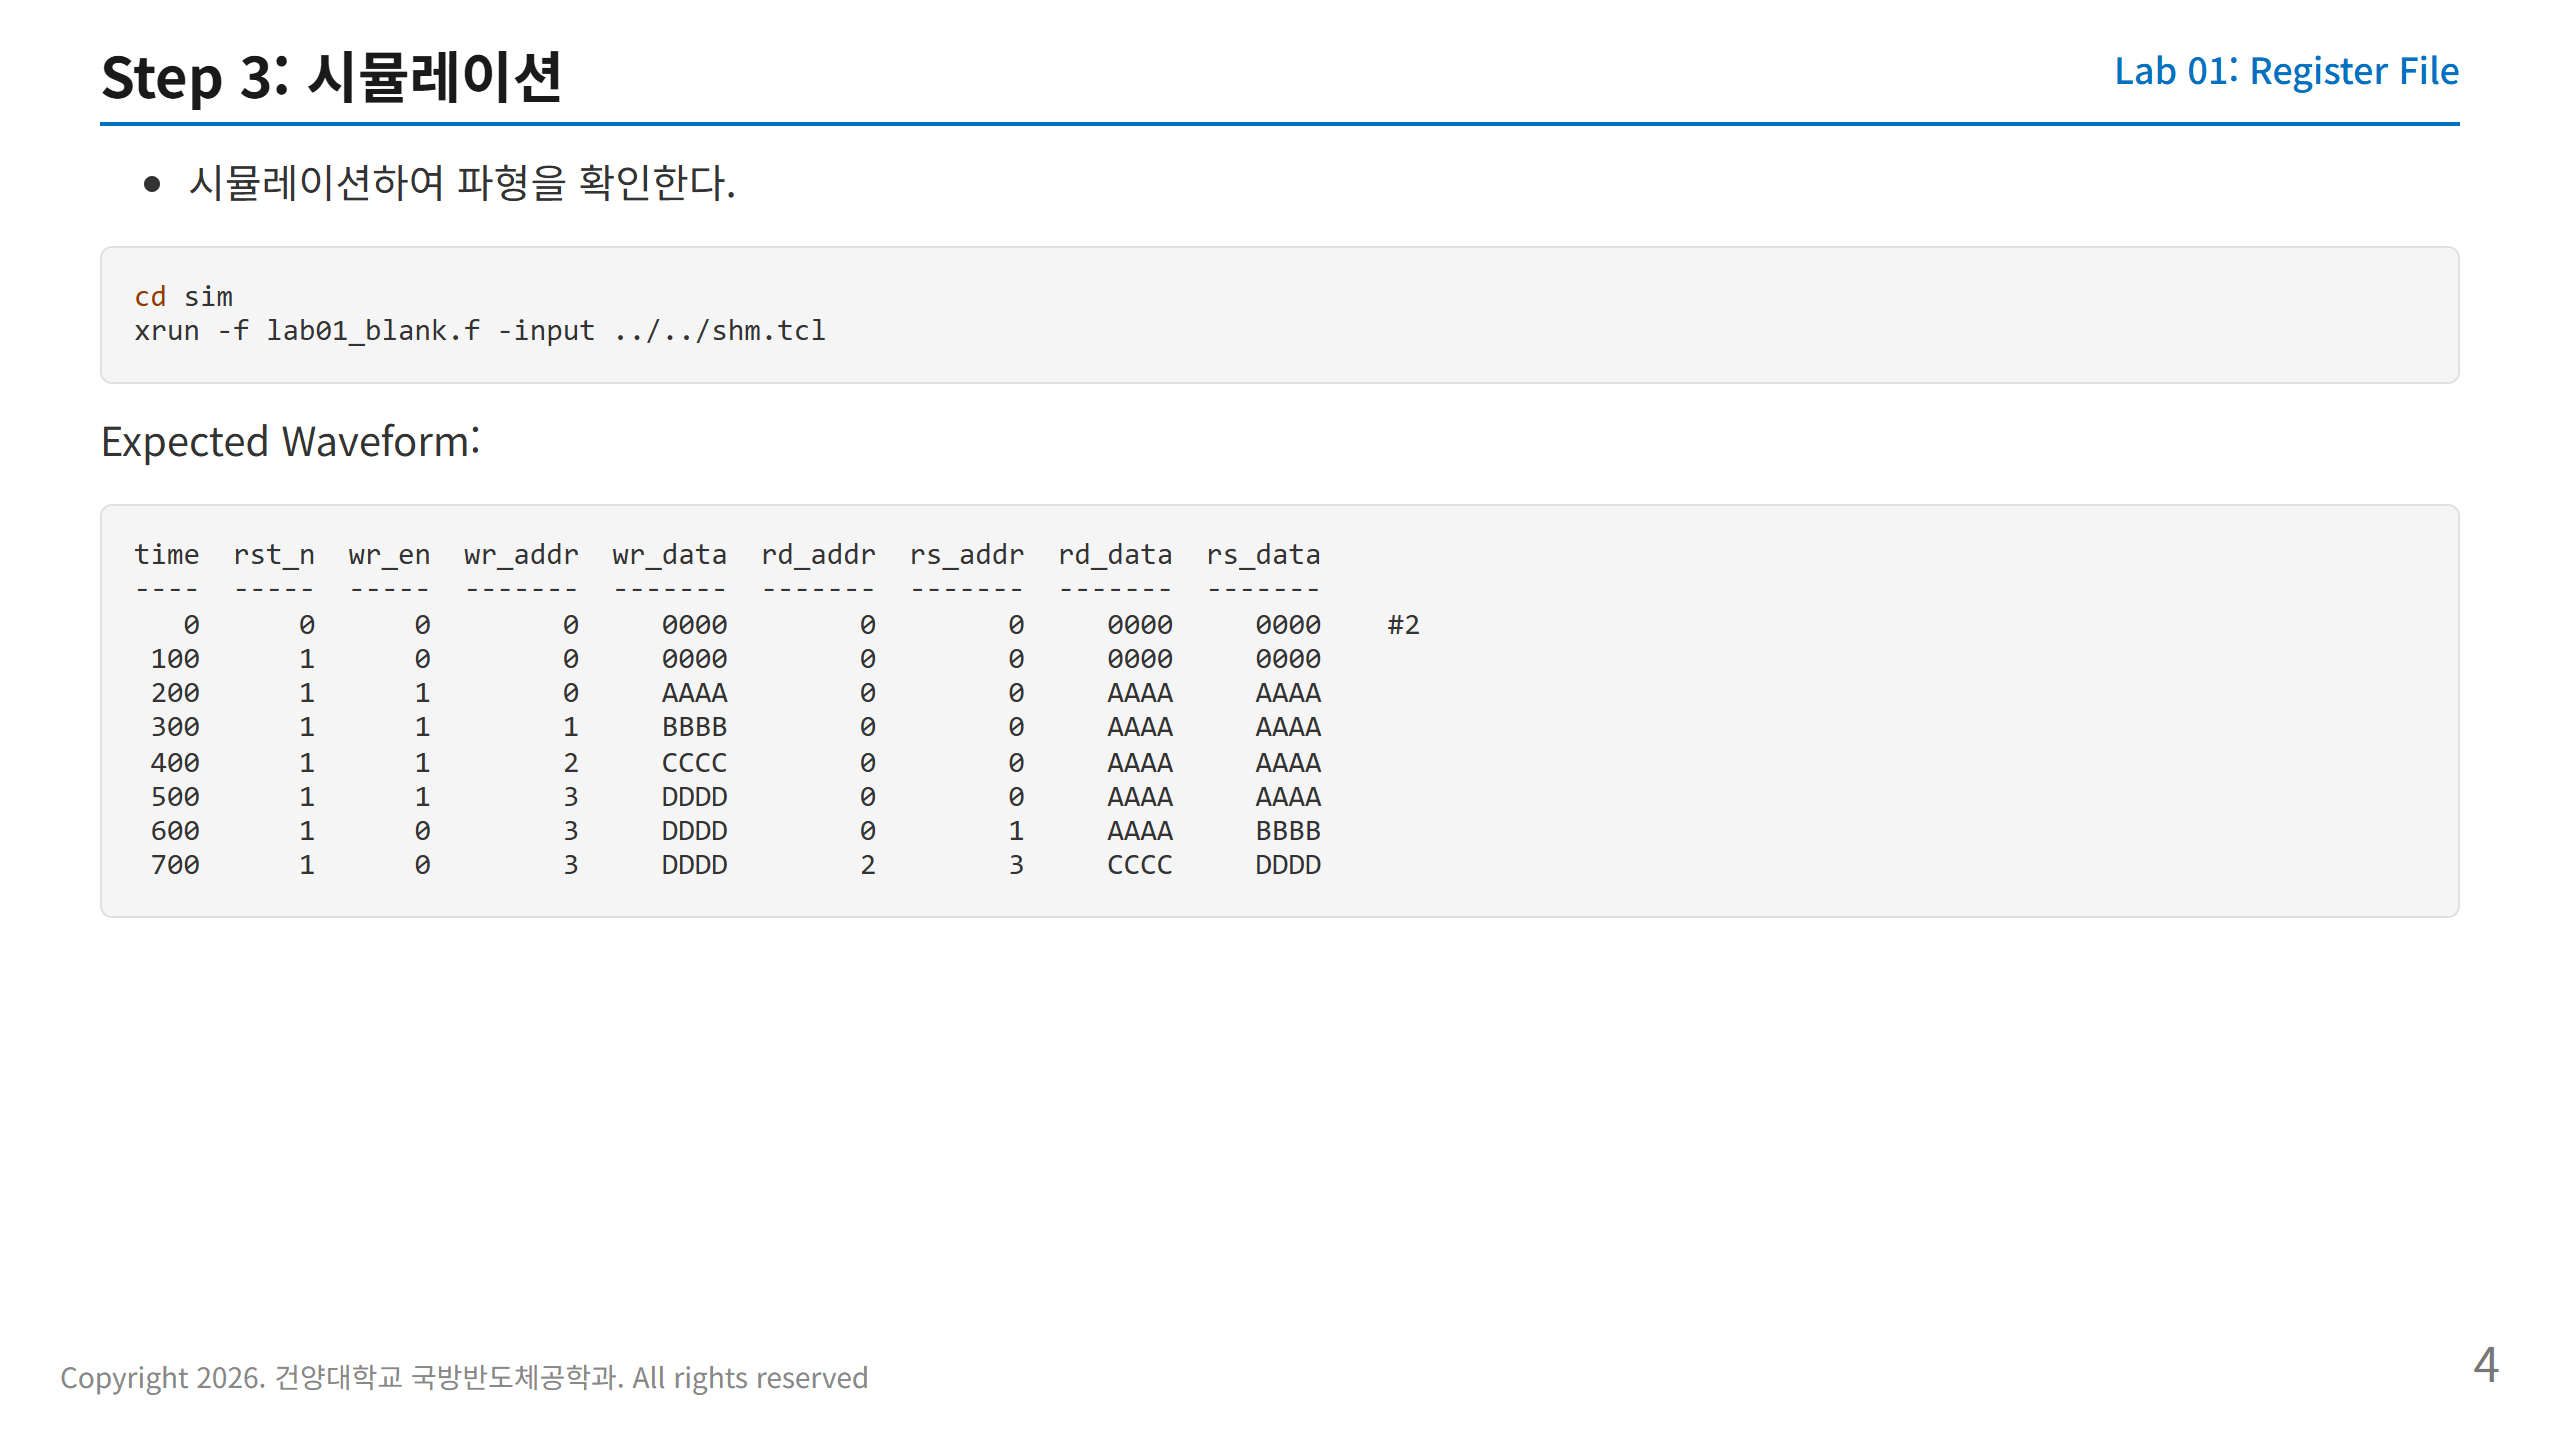 Step 3: 시뮬레이션
Lab 01: Register File
● 시뮬레이션하여 파형을 확인한다.
cd sim
xrun -f lab01_blank.f -input ../../shm.tcl
Expected Waveform:
time  rst_n  wr_en  wr_addr  wr_data  rd_addr  rs_addr  rd_data  rs_data
----  -----  -----  -------  -------  -------  -------  -------  -------
   0      0      0        0     0000        0        0     0000     0000    #2
 100      1      0        0     0000        0        0     0000     0000
 200      1      1        0     AAAA        0        0     AAAA     AAAA
 300      1      1        1     BBBB        0        0     AAAA     AAAA
 400      1      1        2     CCCC        0        0     AAAA     AAAA
 500      1      1        3     DDDD        0        0     AAAA     AAAA
 600      1      0        3     DDDD        0        1     AAAA     BBBB
 700      1      0        3     DDDD        2        3     CCCC     DDDD
Copyright 2026. 건양대학교 국방반도체공학과. All rights reserved
4